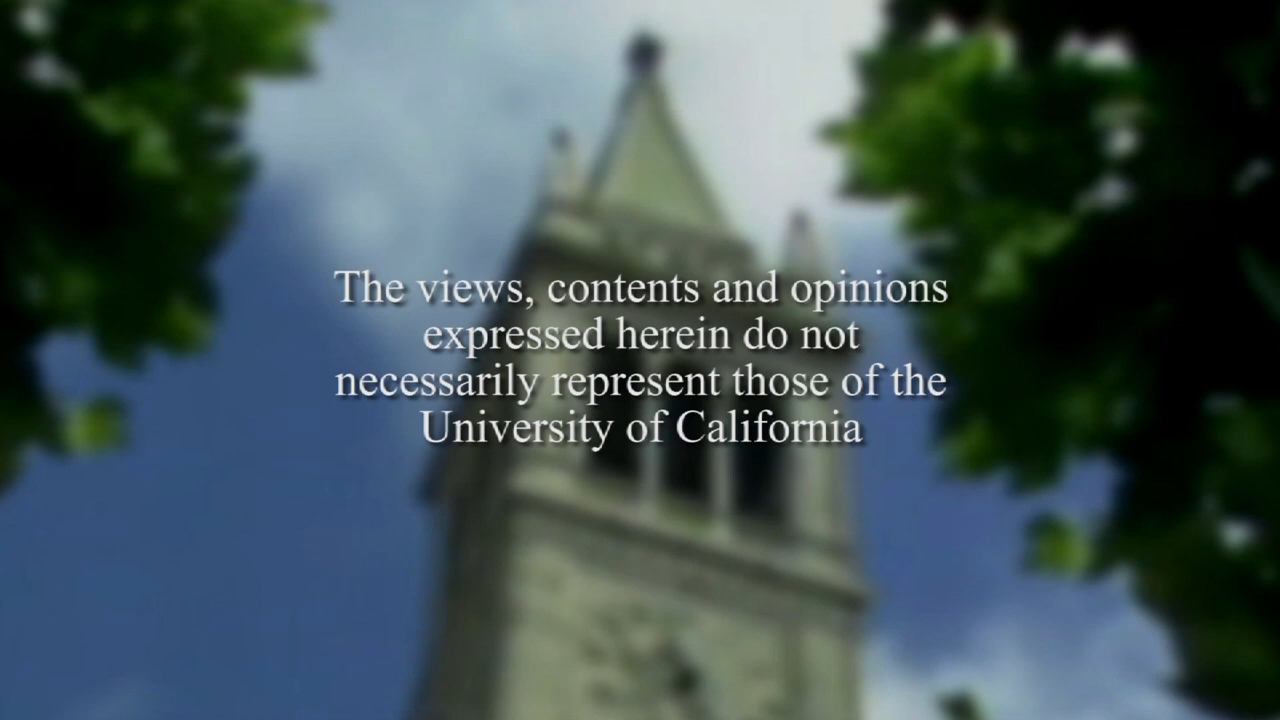 The views, contents and opinions
expressed herein do not
necessarily represent those of the
University of California